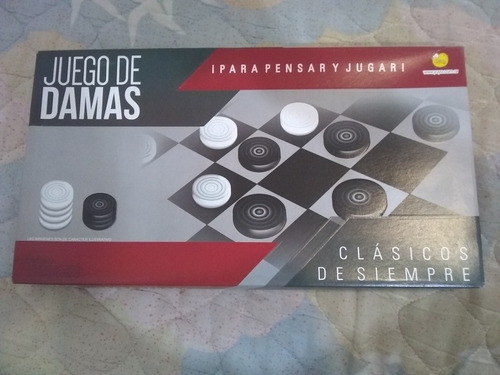 JUEGO DE
DAMAS
¡PARA PENSAR Y JUGAR!
CLÁSICOS
DE SIEMPRE